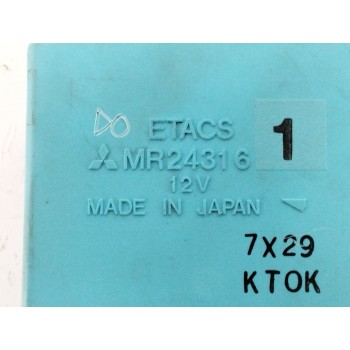 ETACS
MR24316 1
12V
MADE IN JAPAN
7X29
KTOK